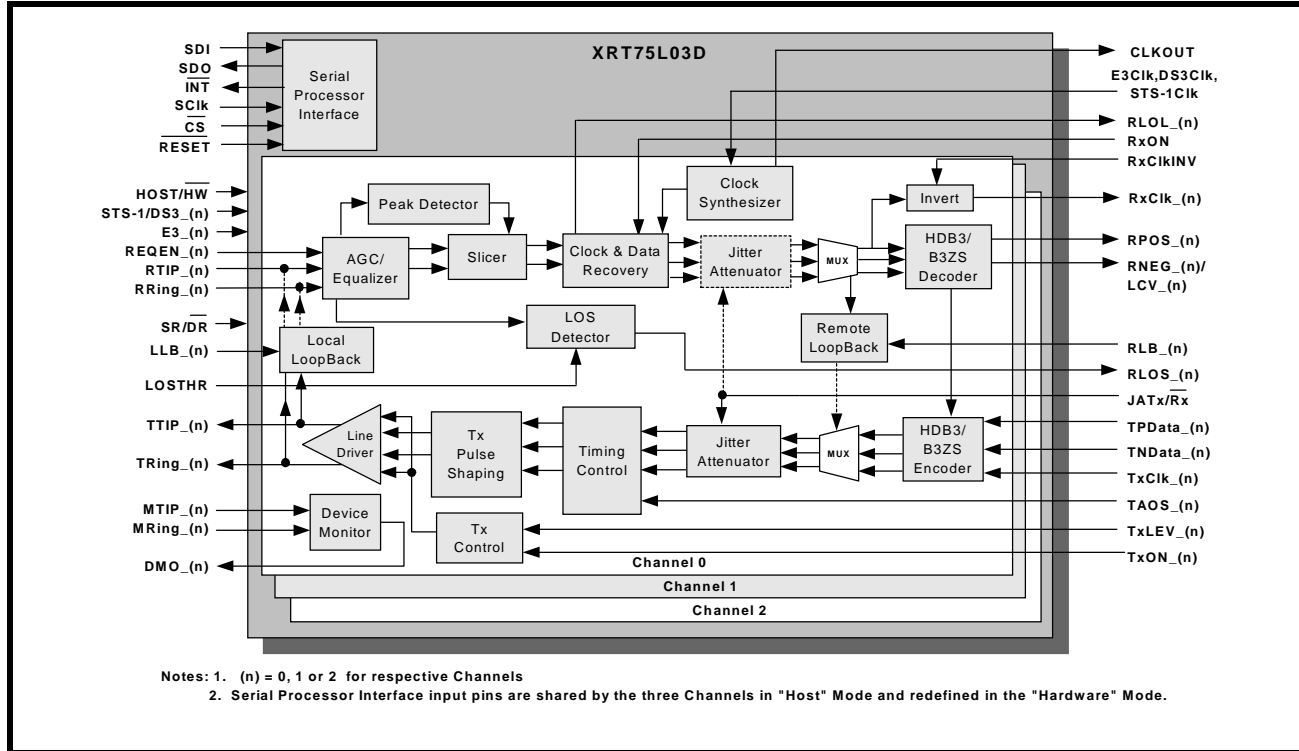 XRT75L03D
SDI
SDO
INT
SClk
CS
RESET
Serial
Processor
Interface
HOST/HW
STS-1/DS3_(n)
E3_(n)
REQEN_(n)
RTIP_(n)
RRing_(n)
SR/DR
LLB_(n)
LOSTHR
TTIP_(n)
TRing_(n)
MTIP_(n)
MRing_(n)
DMO_(n)
Peak Detector
AGC/
Equalizer
Slicer
Clock & Data
Recovery
Clock
Synthesizer
Jitter
Attenuator
MUX
Invert
HDB3/
B3ZS
Decoder
LOS
Detector
Remote
LoopBack
Local
LoopBack
Line
Driver
Tx
Pulse
Shaping
Timing
Control
Jitter
Attenuator
MUX
HDB3/
B3ZS
Encoder
Device
Monitor
Tx
Control
Channel 0
Channel 1
Channel 2
CLKOUT
E3Clk,DS3Clk,
STS-1Clk
RLOL_(n)
RxON
RxClkINV
RxClk_(n)
RPOS_(n)
RNEG_(n)/
LCV_(n)
RLB_(n)
RLOS_(n)
JATx/Rx
TPData_(n)
TNData_(n)
TxClk_(n)
TAOS_(n)
TxLEV_(n)
TxON_(n)
Notes: 1. (n) = 0, 1 or 2 for respective Channels
2. Serial Processor Interface input pins are shared by the three Channels in "Host" Mode and redefined in the "Hardware" Mode.